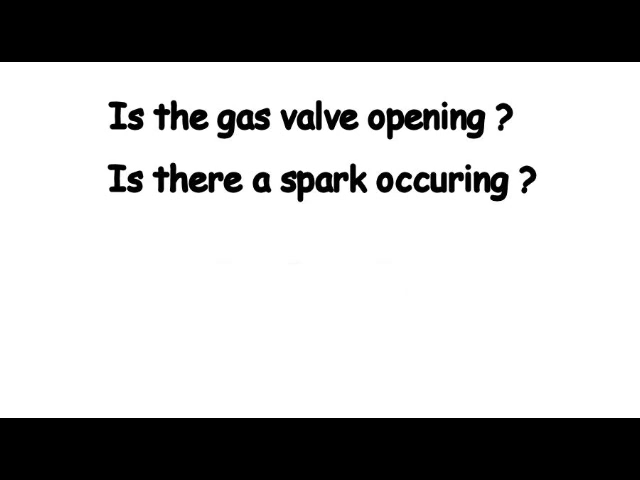 Is the gas valve opening ?
Is there a spark occuring ?